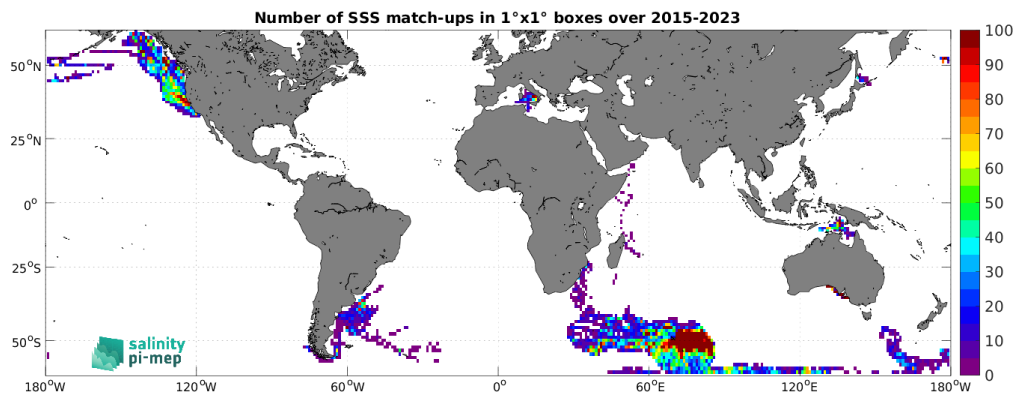 Number of SSS match-ups in 1°x1° boxes over 2015-2023
50°N
25°N
0°
25°S
50°S
180°W
120°W
60°W
0°
60°E
120°E
180°W
100
90
80
70
60
50
40
30
20
10
0
salinity
pi-mep